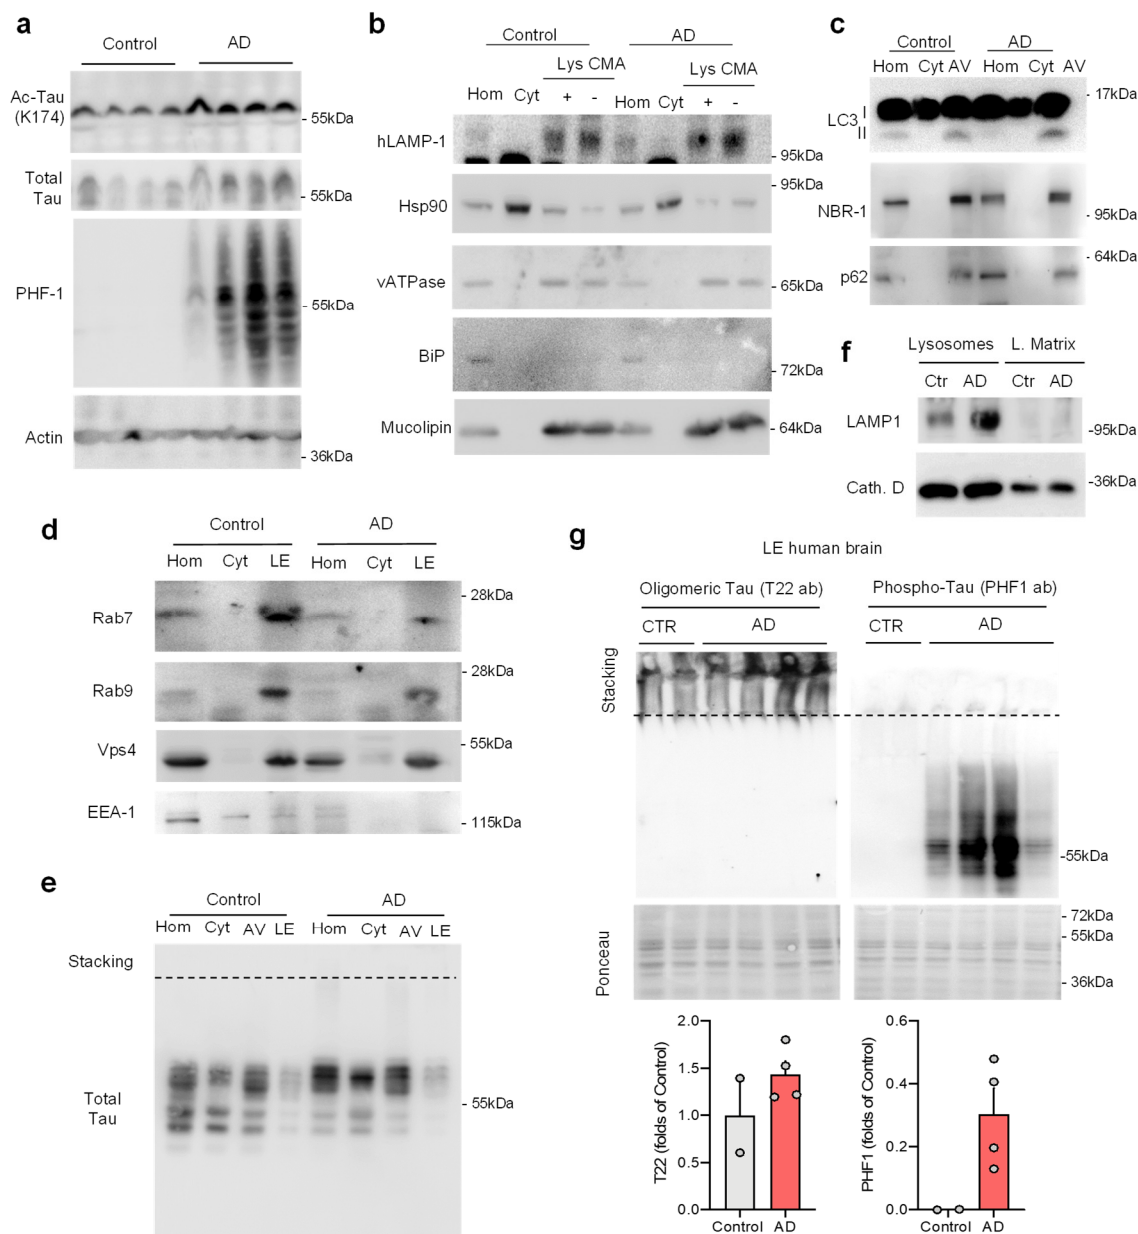 a
Control AD
Ac-Tau
(K174)
- 55kDa
Total
Tau
- 55kDa
PHF-1
- 55kDa
Actin
- 36kDa
b
Control AD
Lys CMA Lys CMA
Hom Cyt + - Hom Cyt + -
hLAMP-1
- 95kDa
- 95kDa
Hsp90
vATPase
- 65kDa
BiP
- 72kDa
Mucolipin
- 64kDa
c
Control AD
Hom Cyt AV Hom Cyt AV
- 17kDa
LC3 I
II
NBR-1
- 95kDa
- 64kDa
p62
f
Lysosomes L. Matrix
Ctr AD Ctr AD
LAMP1
-95kDa
-36kDa
Cath. D
d
Control AD
Hom Cyt LE Hom Cyt LE
- 28kDa
Rab7
- 28kDa
Rab9
- 55kDa
Vps4
EEA-1
- 115kDa
e
Control AD
Hom Cyt AV LE Hom Cyt AV LE
Stacking
- 55kDa
Total
Tau
g
LE human brain
Oligomeric Tau (T22 ab) Phospho-Tau (PHF1 ab)
CTR AD CTR AD
Stacking
-55kDa
Ponceau
- 72kDa
- 55kDa
- 36kDa
T22 (folds of Control)
2.0
1.5
1.0
0.5
0.0
Control AD
PHF1 (folds of Control)
0.6
0.4
0.2
0.0
Control AD